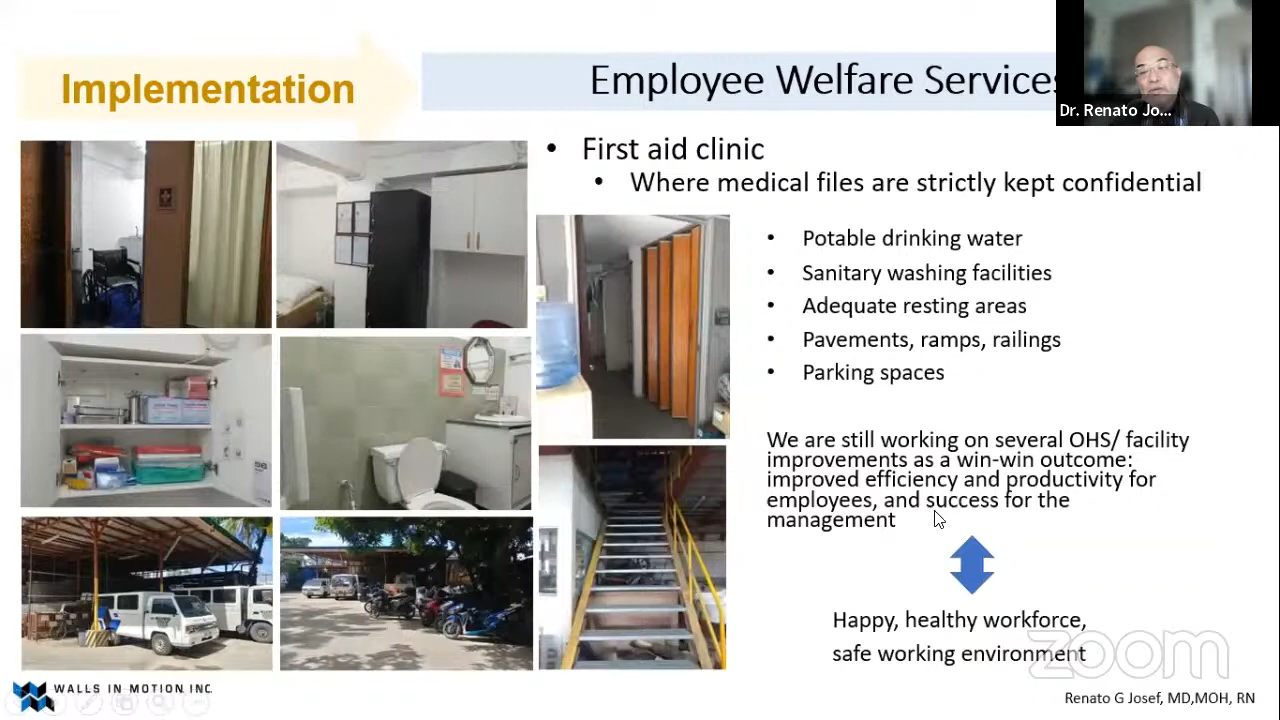 Implementation
Employee Welfare Services
Dr. Renato Jo...
• First aid clinic
• Where medical files are strictly kept confidential
• Potable drinking water
• Sanitary washing facilities
• Adequate resting areas
• Pavements, ramps, railings
• Parking spaces
We are still working on several OHS/ facility
improvements as a win-win outcome:
improved efficiency and productivity for
employees, and success for the
management
Happy, healthy workforce,
safe working environment
zoom
WALLS IN MOTION INC.
Renato G Josef, MD,MOH, RN